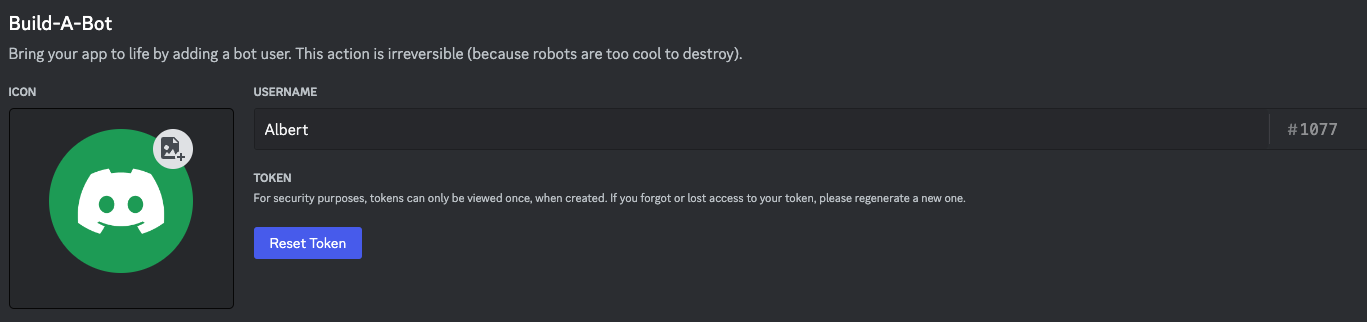 Build-A-Bot
Bring your app to life by adding a bot user. This action is irreversible (because robots are too cool to destroy).
ICON
USERNAME
Albert
#1077
TOKEN
For security purposes, tokens can only be viewed once, when created. If you forgot or lost access to your token, please regenerate a new one.
Reset Token